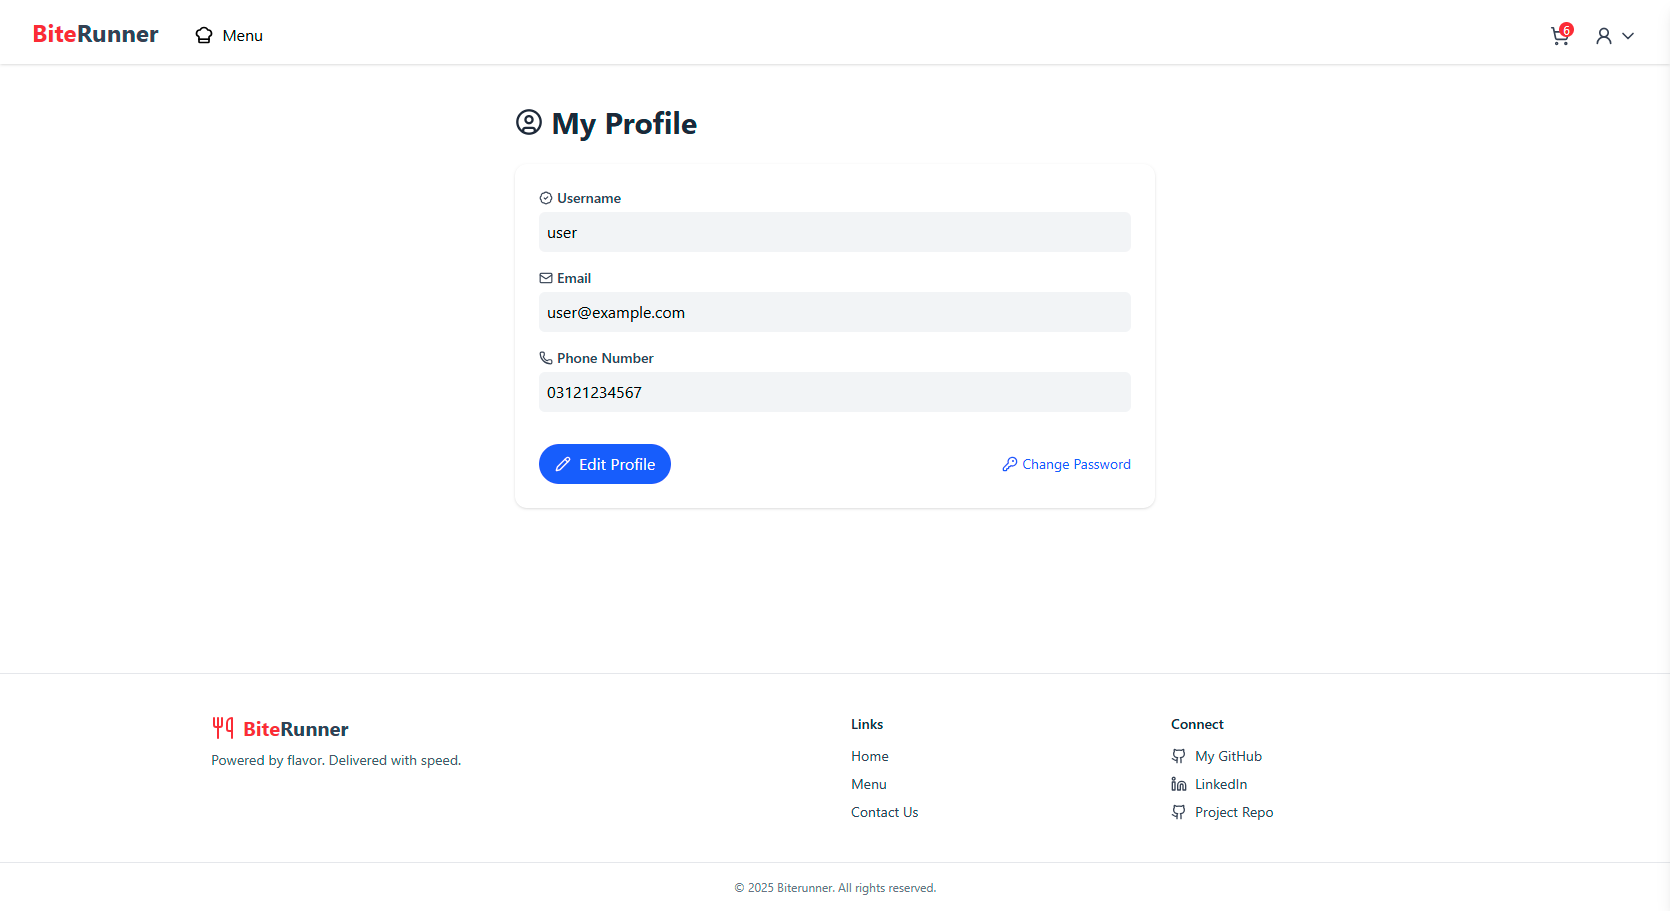 BiteRunner Menu 6
My Profile
Username
user
Email
user@example.com
Phone Number
03121234567
Edit Profile Change Password
BiteRunner
Powered by flavor. Delivered with speed.
Links
Home
Menu
Contact Us
Connect
My GitHub
LinkedIn
Project Repo
© 2025 Biterunner. All rights reserved.